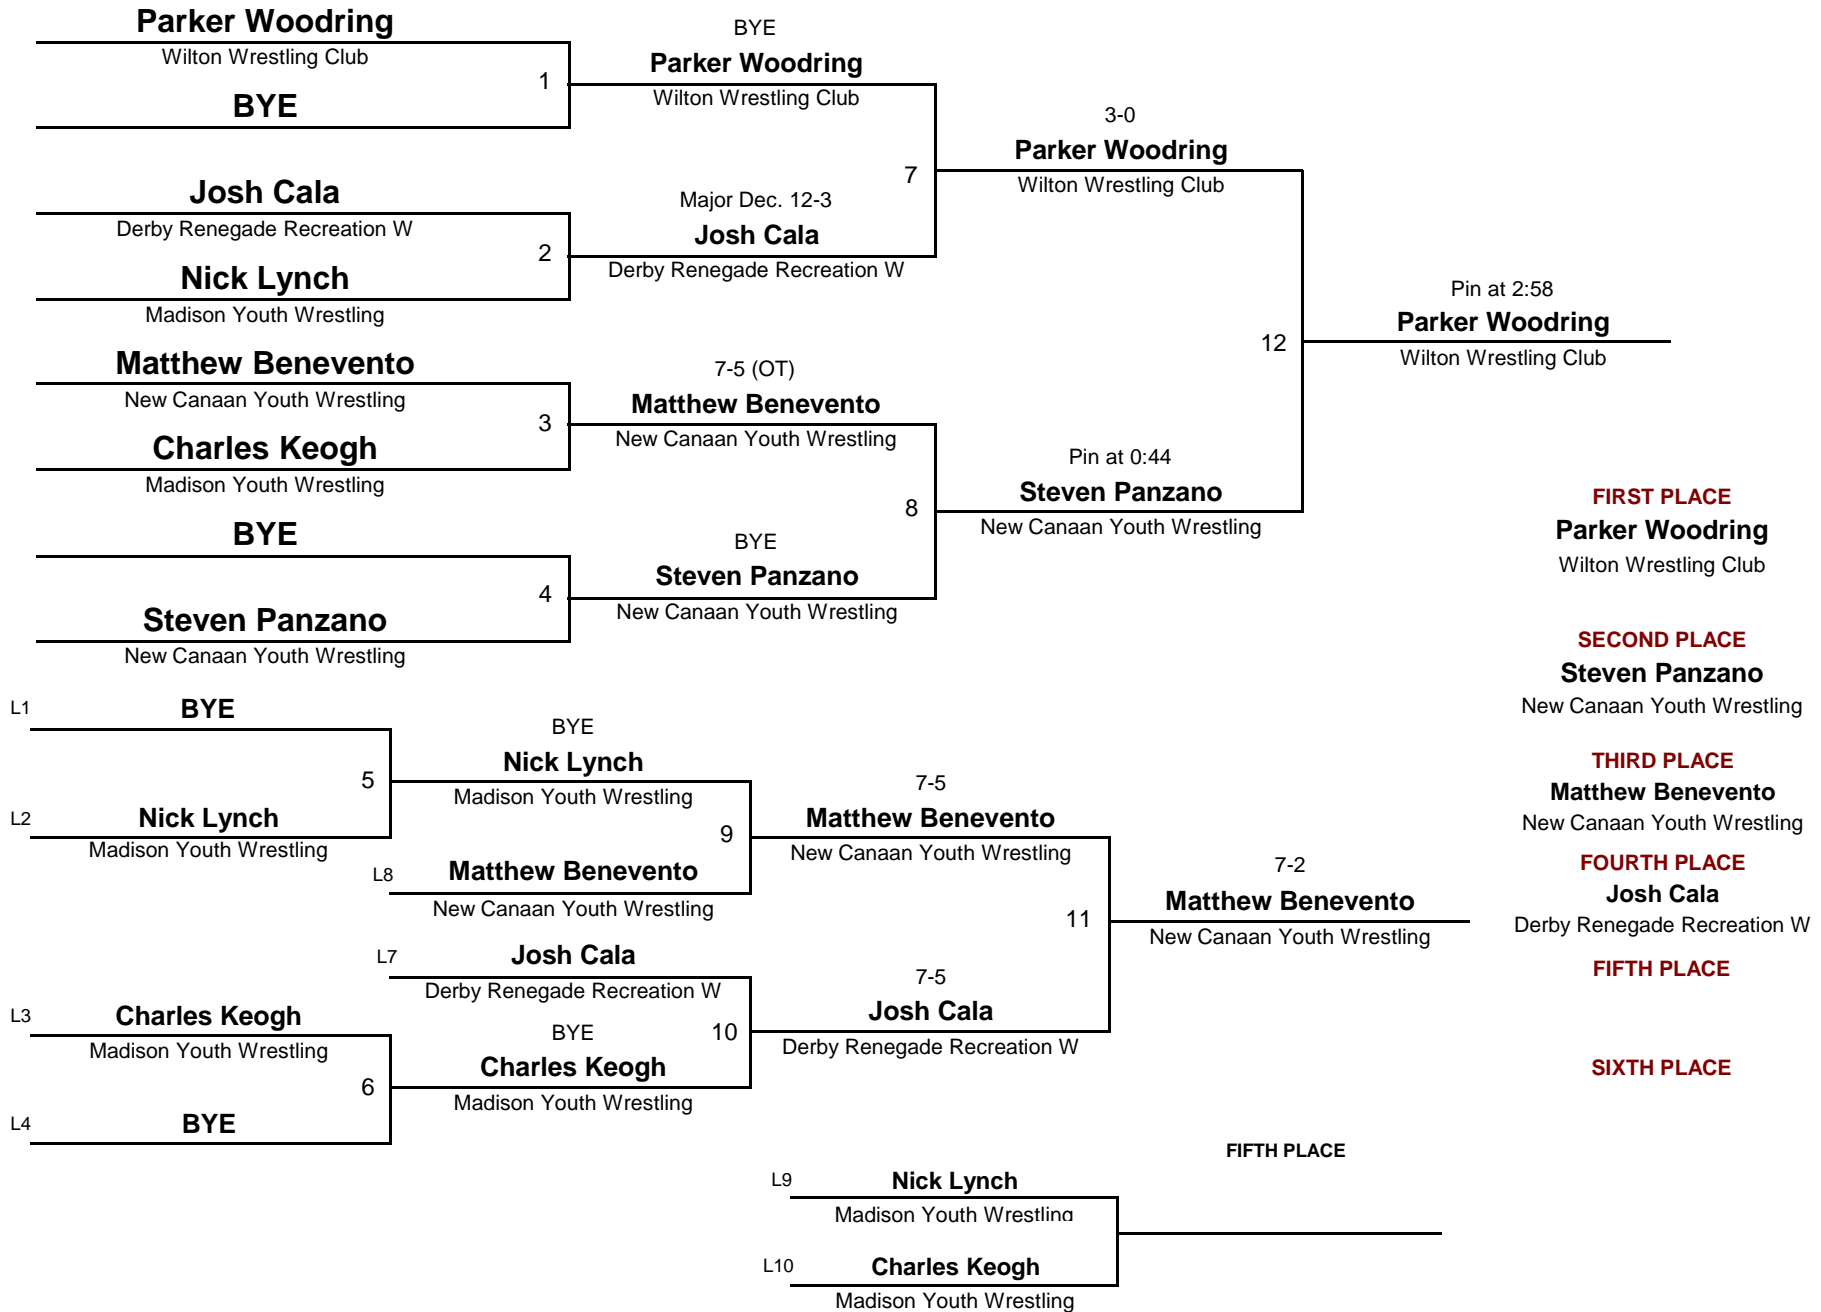 Parker Woodring
Wilton Wrestling Club
1
BYE
BYE
Parker Woodring
Wilton Wrestling Club
Josh Cala
Derby Renegade Recreation W
2
Nick Lynch
Madison Youth Wrestling
Major Dec. 12-3
Josh Cala
Derby Renegade Recreation W
7
3-0
Parker Woodring
Wilton Wrestling Club
Matthew Benevento
New Canaan Youth Wrestling
3
Charles Keogh
Madison Youth Wrestling
7-5 (OT)
Matthew Benevento
New Canaan Youth Wrestling
BYE
4
Steven Panzano
New Canaan Youth Wrestling
BYE
Steven Panzano
New Canaan Youth Wrestling
8
Pin at 0:44
Steven Panzano
New Canaan Youth Wrestling
12
Pin at 2:58
Parker Woodring
Wilton Wrestling Club
FIRST PLACE
Parker Woodring
Wilton Wrestling Club
SECOND PLACE
Steven Panzano
New Canaan Youth Wrestling
THIRD PLACE
Matthew Benevento
New Canaan Youth Wrestling
FOURTH PLACE
Josh Cala
Derby Renegade Recreation W
FIFTH PLACE
SIXTH PLACE
L1
BYE
5
L2
Nick Lynch
Madison Youth Wrestling
BYE
Nick Lynch
Madison Youth Wrestling
9
L8
Matthew Benevento
New Canaan Youth Wrestling
7-5
Matthew Benevento
New Canaan Youth Wrestling
L7
Josh Cala
Derby Renegade Recreation W
10
L3
Charles Keogh
Madison Youth Wrestling
6
L4
BYE
BYE
Charles Keogh
Madison Youth Wrestling
7-5
Josh Cala
Derby Renegade Recreation W
11
7-2
Matthew Benevento
New Canaan Youth Wrestling
FIFTH PLACE
L9
Nick Lynch
Madison Youth Wrestling
L10
Charles Keogh
Madison Youth Wrestling